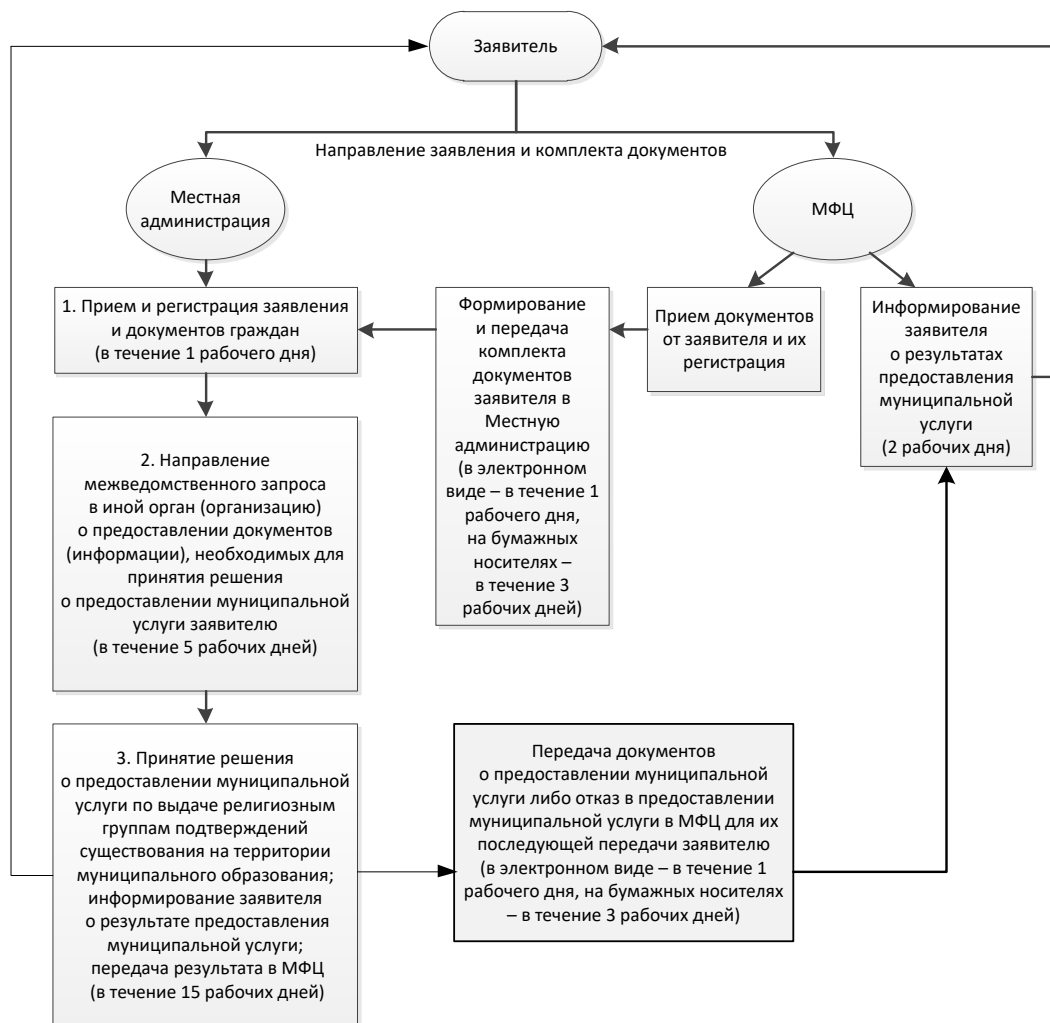 Заявитель
Направление заявления и комплекта документов
Местная
администрация
МФЦ
1. Прием и регистрация заявления
и документов граждан
(в течение 1 рабочего дня)
Формирование
и передача
комплекта
документов
заявителя в
Местную
администрацию
(в электронном
виде – в течение 1
рабочего дня,
на бумажных
носителях –
в течение 3
рабочих дней)
Прием документов
от заявителя и их
регистрация
Информирование
заявителя
о результатах
предоставления
муниципальной
услуги
(2 рабочих дня)
2. Направление
межведомственного запроса
в иной орган (организацию)
о предоставлении документов
(информации), необходимых для
принятия решения
о предоставлении муниципальной
услуги заявителю
(в течение 5 рабочих дней)
3. Принятие решения
о предоставлении муниципальной
услуги по выдаче религиозным
группам подтверждений
существования на территории
муниципального образования;
информирование заявителя
о результате предоставления
муниципальной услуги;
передача результата в МФЦ
(в течение 15 рабочих дней)
Передача документов
о предоставлении муниципальной
услуги либо отказ в предоставлении
муниципальной услуги в МФЦ для их
последующей передачи заявителю
(в электронном виде – в течение 1
рабочего дня, на бумажных носителях
– в течение 3 рабочих дней)